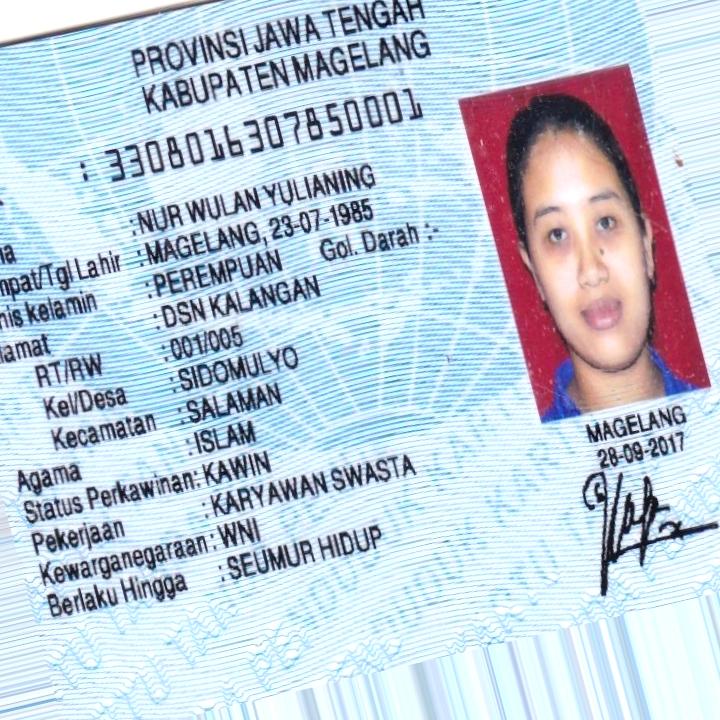 PROVINSI JAWA TENGAH
KABUPATEN MAGELANG
: 3308016307850001
:NUR WULAN YULIANING
mpat/Tgl Lahir :MAGELANG, 23-07-1985
nis kelamin :PEREMPUAN Gol. Darah :-
lamat :DSN KALANGAN
RT/RW :001/005
Kel/Desa :SIDOMULYO
Kecamatan :SALAMAN
Agama :ISLAM
Status Perkawinan:KAWIN
Pekerjaan :KARYAWAN SWASTA
Kewarganegaraan:WNI
Berlaku Hingga :SEUMUR HIDUP
MAGELANG
28-09-2017